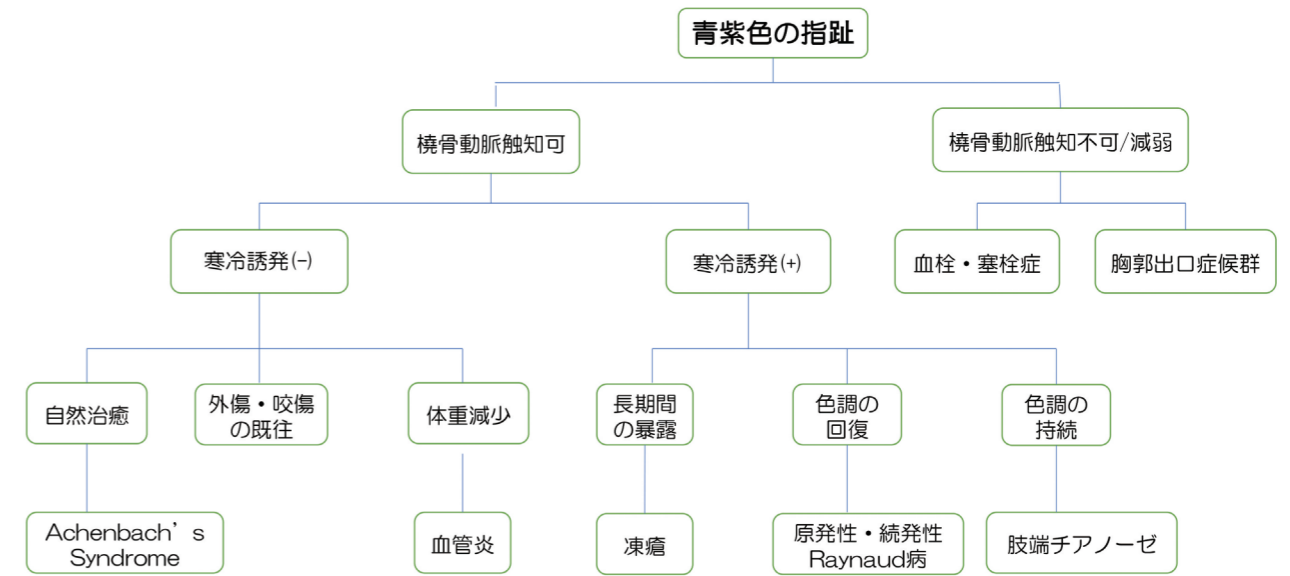 青紫色の指趾
橈骨動脈触知可
橈骨動脈触知不可/減弱
寒冷誘発(-)
寒冷誘発(+)
血栓・塞栓症
胸郭出口症候群
自然治癒
外傷・咬傷
の既往
体重減少
長期間
の暴露
色調の
回復
色調の
持続
Achenbach’s
Syndrome
血管炎
凍瘡
原発性・続発性
Raynaud病
肢端チアノーゼ